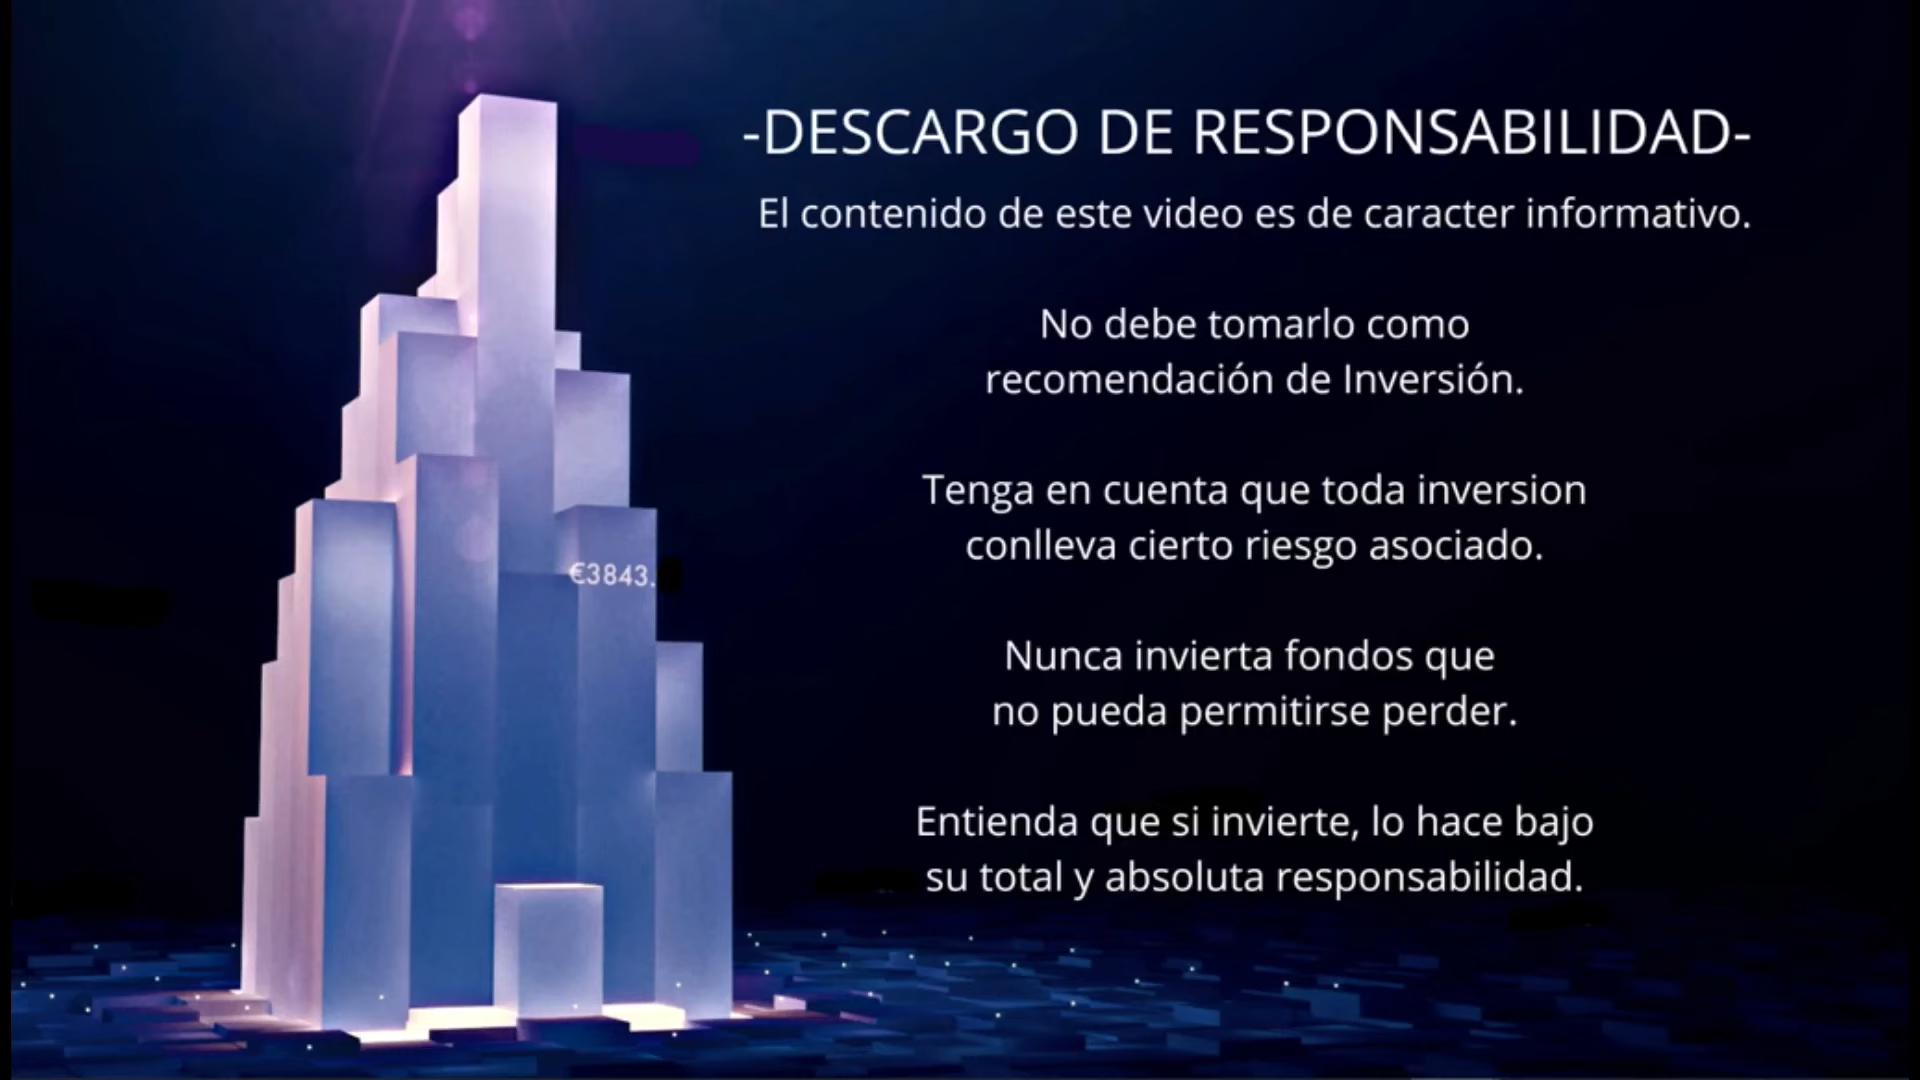 -DESCARGO DE RESPONSABILIDAD-
El contenido de este video es de caracter informativo.
No debe tomarlo como
recomendación de Inversión.
Tenga en cuenta que toda inversion
conlleva cierto riesgo asociado.
€3843.
Nunca invierta fondos que
no pueda permitirse perder.
Entienda que si invierte, lo hace bajo
su total y absoluta responsabilidad.